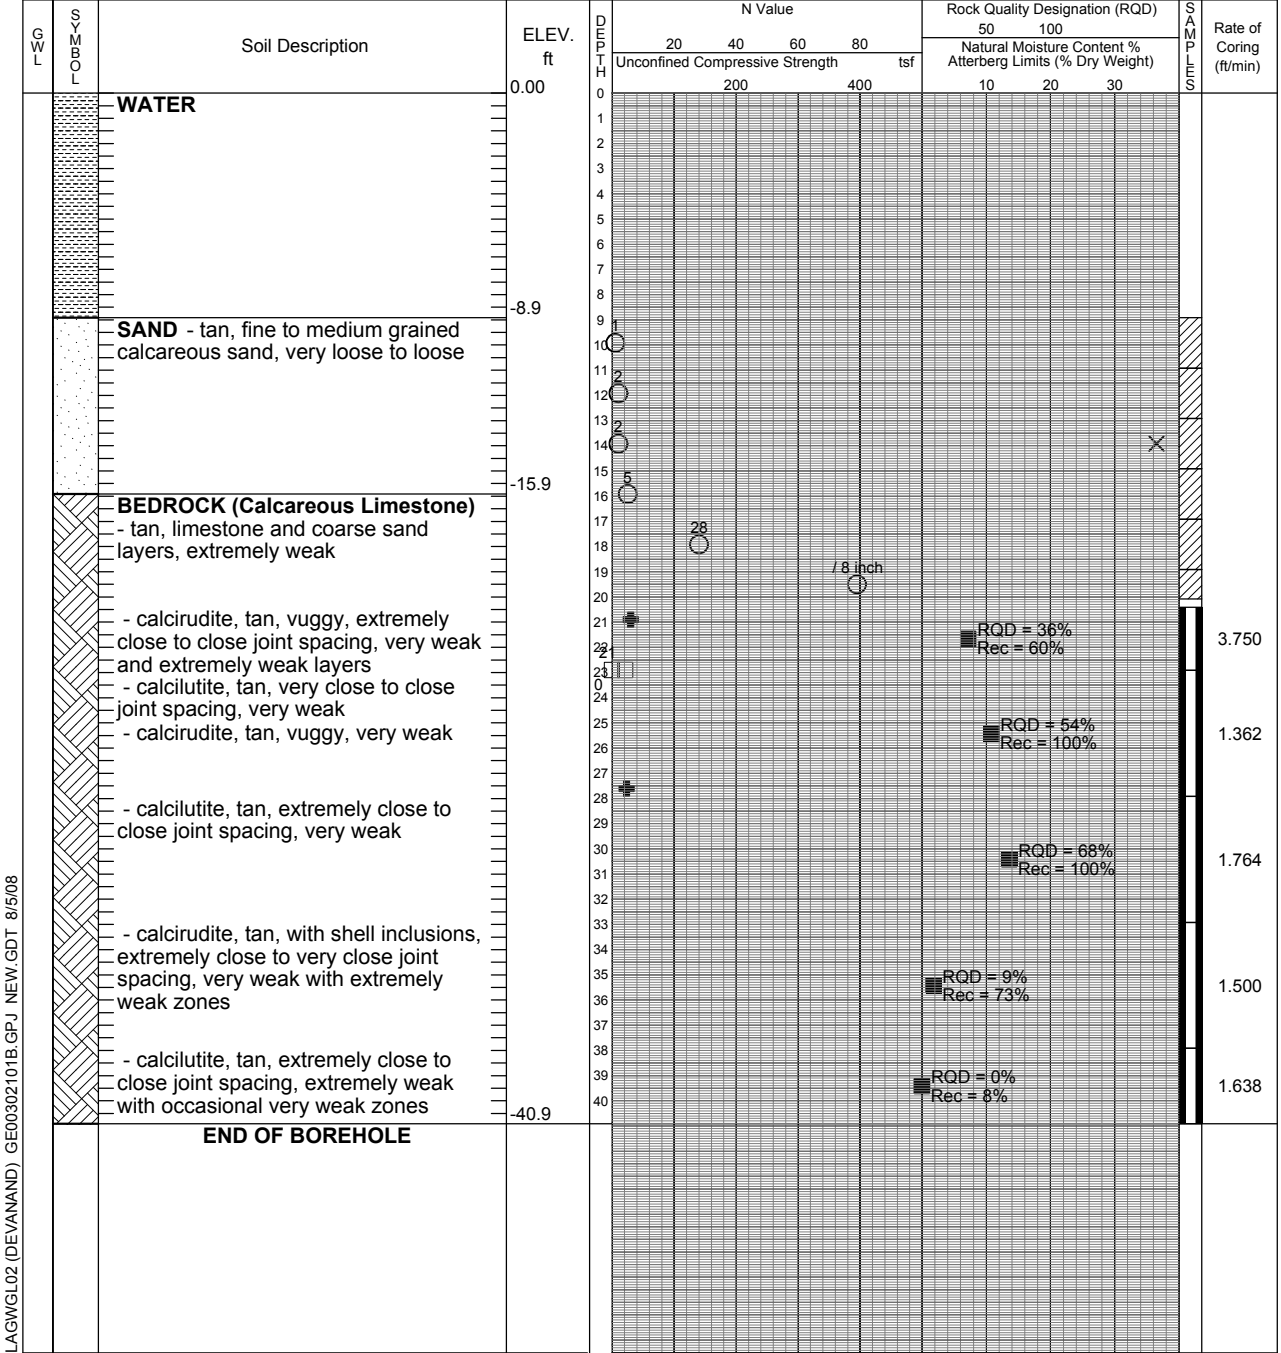 GWL
SYMBOL
Soil Description
ELEV.
ft
DEPTH
N Value
20 40 60 80
Unconfined Compressive Strength tsf
200 400
Rock Quality Designation (RQD)
50 100
Natural Moisture Content %
Atterberg Limits (% Dry Weight)
10 20 30
SAMPLES
Rate of
Coring
(ft/min)
0.00
0
WATER
1
2
3
4
5
6
7
8
-8.9
9
SAND - tan, fine to medium grained
calcareous sand, very loose to loose
1
10
11
2
12
13
2
14
15
-15.9
5
16
BEDROCK (Calcareous Limestone)
- tan, limestone and coarse sand
layers, extremely weak
17
28
18
19
/ 8 inch
20
- calcirudite, tan, vuggy, extremely
close to close joint spacing, very weak
and extremely weak layers
21
RQD = 36%
Rec = 60%
3.750
22
2
23
0
- calcilutite, tan, very close to close
joint spacing, very weak
24
- calcirudite, tan, vuggy, very weak
25
RQD = 54%
Rec = 100%
1.362
26
27
28
- calcilutite, tan, extremely close to
close joint spacing, very weak
29
30
RQD = 68%
Rec = 100%
1.764
31
32
33
- calcirudite, tan, with shell inclusions,
extremely close to very close joint
spacing, very weak with extremely
weak zones
34
35
RQD = 9%
Rec = 73%
1.500
36
37
38
- calcilutite, tan, extremely close to
close joint spacing, extremely weak
with occasional very weak zones
39
RQD = 0%
Rec = 8%
1.638
40
-40.9
END OF BOREHOLE
LAGWGL02 (DEVANAND) GE00302101B.GPJ NEW.GDT 8/5/08